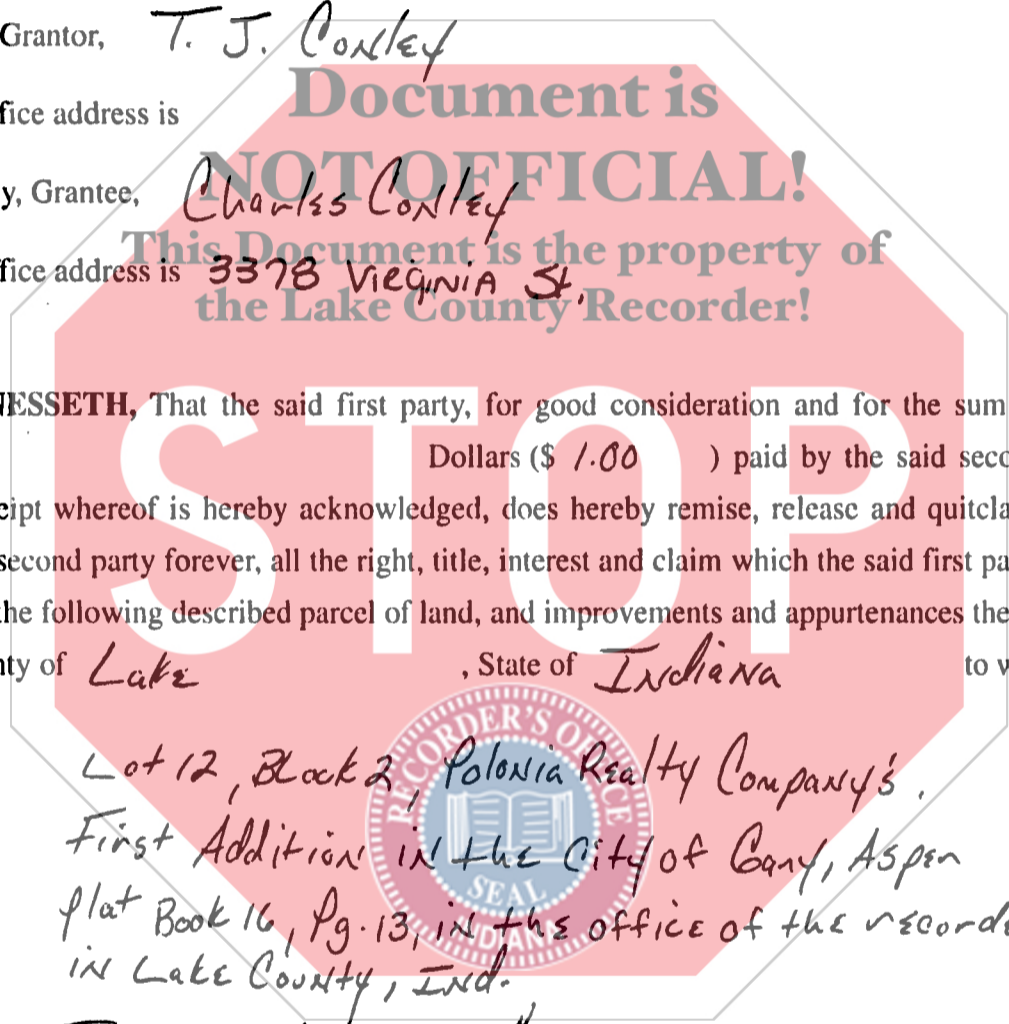 Grantor, T. J. Conley
Document is
fice address is
NOT OFFICIAL!
y, Grantee, Charles Conley
This Document is the property of
fice address is 3378 Virginia St.
the Lake County Recorder!
NESSETH, That the said first party, for good consideration and for the sum
Dollars ($ 1.00 ) paid by the said seco
eipt whereof is hereby acknowledged, does hereby remise, release and quitcla
second party forever, all the right, title, interest and claim which the said first pa
he following described parcel of land, and improvements and appurtenances the
STOP
nty of Lake , State of Indiana to w
RECORDER'S OFFICE
Lot 12, Block 2, Polonia Realty Company's.
First Addition in the City of Gary, Asper
SEAL
plat Book 16, Pg. 13, in the office of the recorde
INDIANA
in Lake County, Ind.